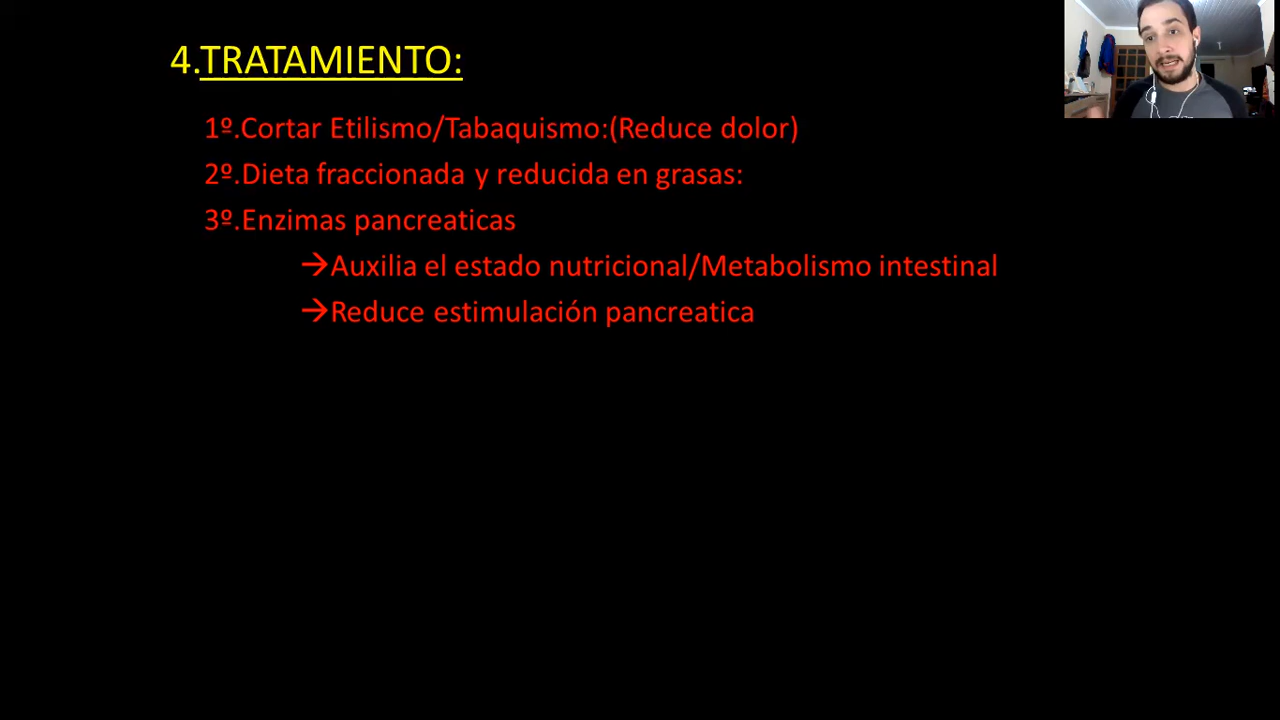 4.TRATAMIENTO:
1º.Cortar Etilismo/Tabaquismo:(Reduce dolor)
2º.Dieta fraccionada y reducida en grasas:
3º.Enzimas pancreaticas
→Auxilia el estado nutricional/Metabolismo intestinal
→Reduce estimulación pancreatica